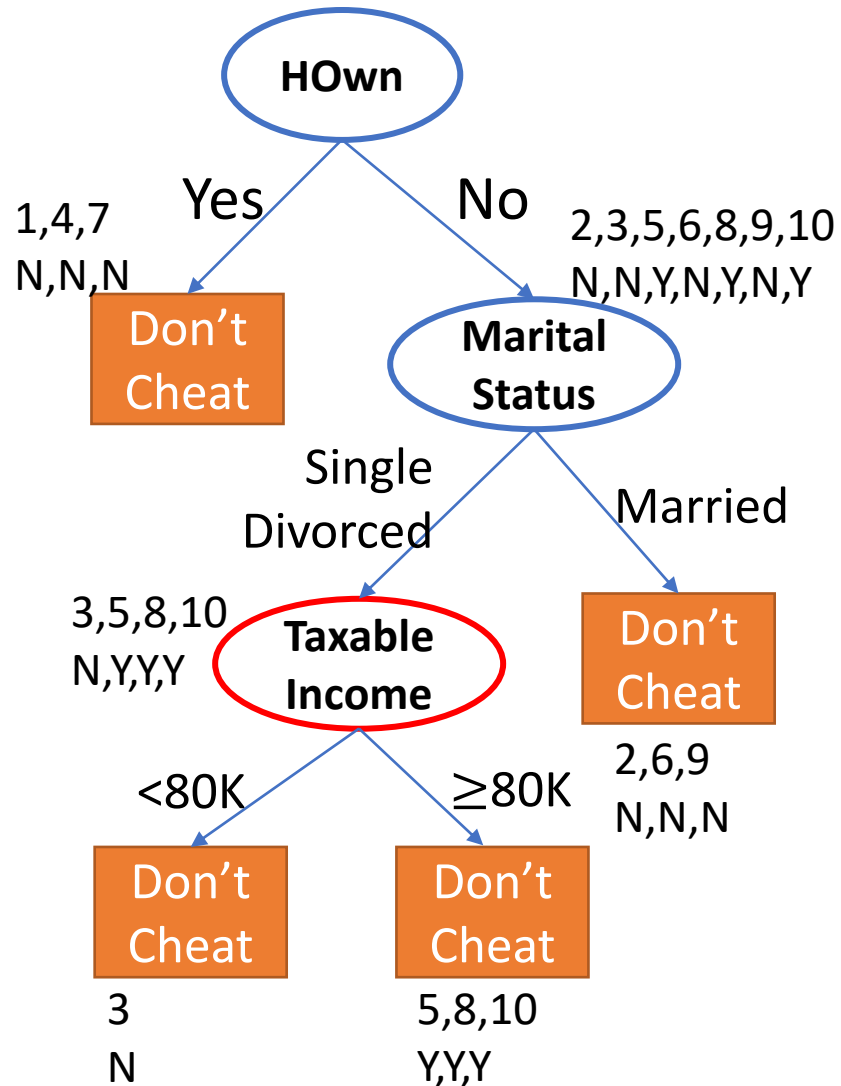 HOwn
Yes
No
1,4,7
N,N,N
2,3,5,6,8,9,10
N,N,Y,N,Y,N,Y
Don't
Cheat
Marital
Status
Single
Divorced
Married
3,5,8,10
N,Y,Y,Y
Taxable
Income
Don't
Cheat
2,6,9
N,N,N
<80K
≥80K
Don't
Cheat
Don't
Cheat
3
N
5,8,10
Y,Y,Y